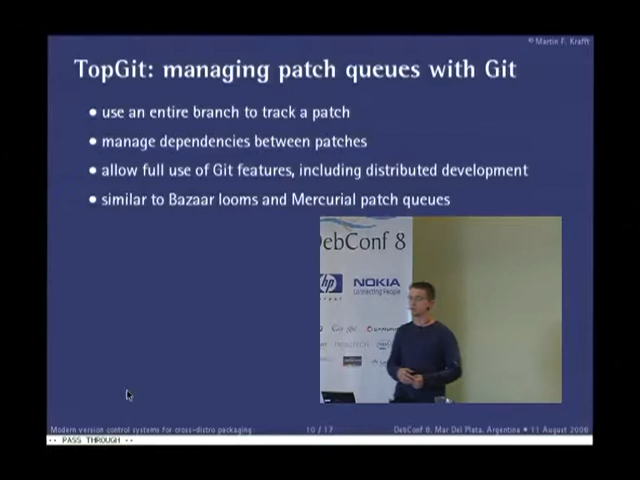 © Martin F. Krafft
TopGit: managing patch queues with Git
• use an entire branch to track a patch
• manage dependencies between patches
• allow full use of Git features, including distributed development
• similar to Bazaar looms and Mercurial patch queues
DebConf 8
hp
NOKIA
Connecting People
Google
Modern version control systems for cross-distro packaging
10 / 17
DebConf 8, Mar Del Plata, Argentina • 11 August 2008
-- PASS THROUGH --